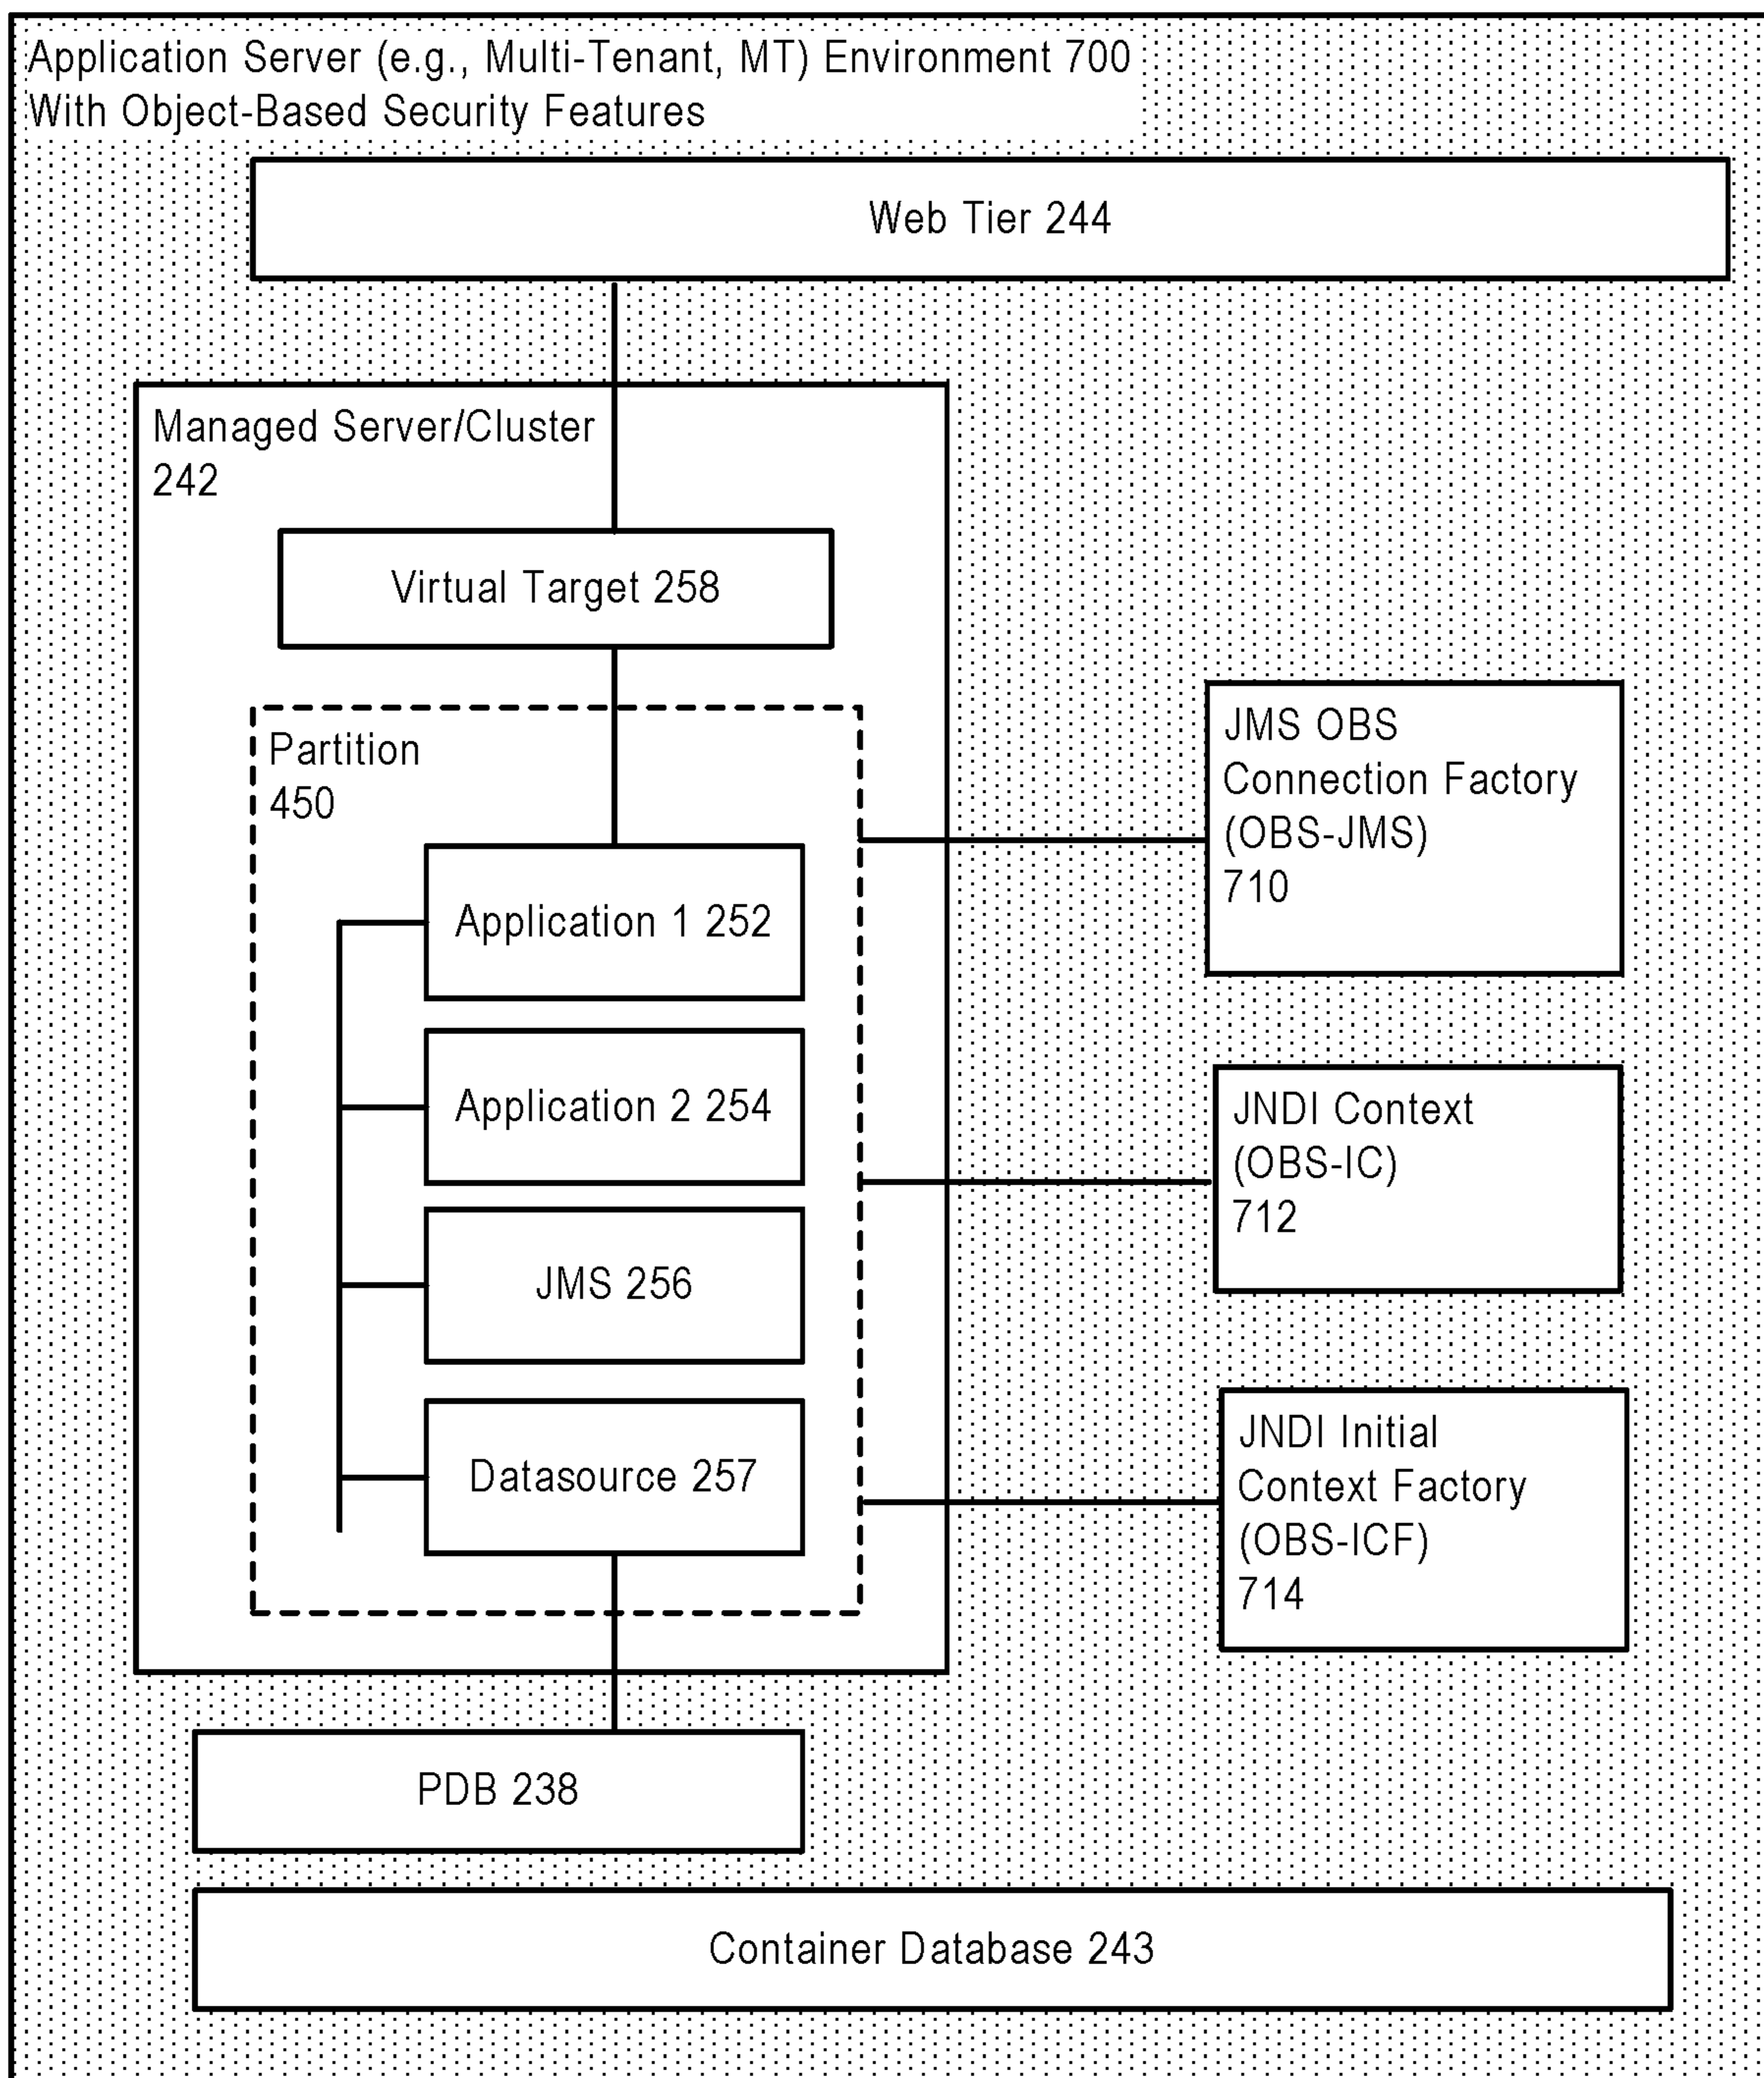 Application Server (e.g., Multi-Tenant, MT) Environment 700
With Object-Based Security Features
Web Tier 244
Managed Server/Cluster
242
Virtual Target 258
Partition
450
Application 1 252
Application 2 254
JMS 256
Datasource 257
JMS OBS
Connection Factory
(OBS-JMS)
710
JNDI Context
(OBS-IC)
712
JNDI Initial
Context Factory
(OBS-ICF)
714
PDB 238
Container Database 243